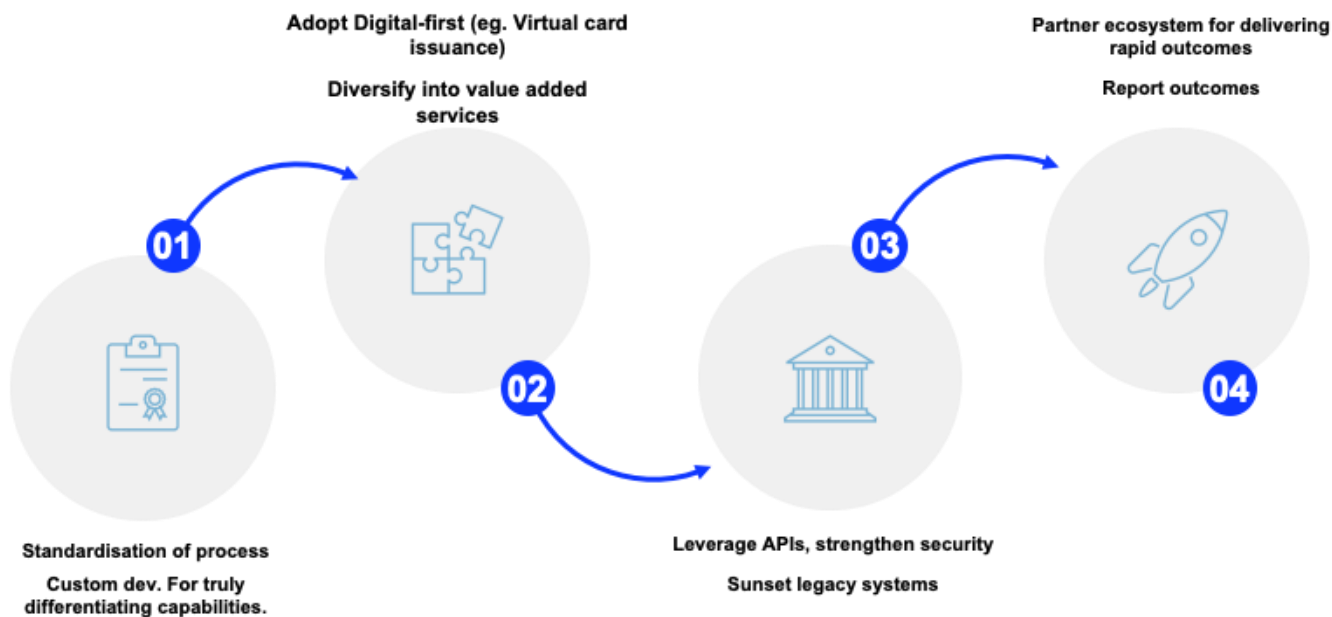 01
Standardisation of process
Custom dev. For truly
differentiating capabilities.
Adopt Digital-first (eg. Virtual card
issuance)
Diversify into value added
services
02
03
Leverage APIs, strengthen security
Sunset legacy systems
Partner ecosystem for delivering
rapid outcomes
Report outcomes
04